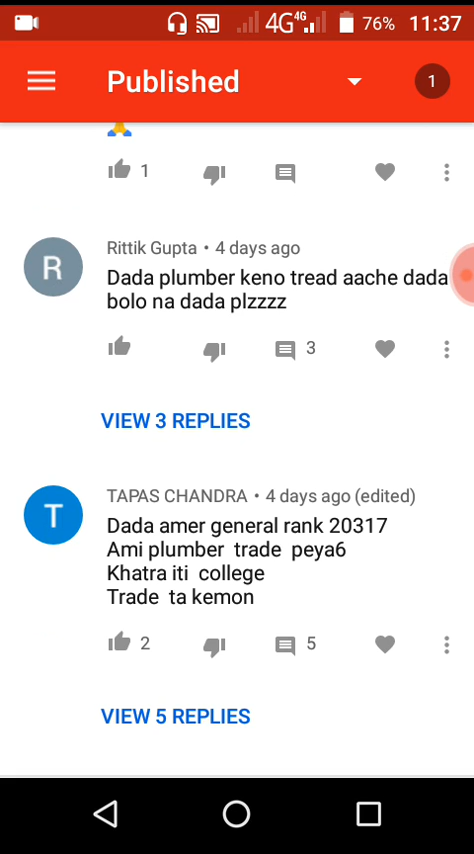 4G 4G 76% 11:37
Published 1
1
Rittik Gupta • 4 days ago
Dada plumber keno tread aache dada
bolo na dada plzzzz
3
VIEW 3 REPLIES
TAPAS CHANDRA • 4 days ago (edited)
Dada amer general rank 20317
Ami plumber trade peya6
Khatra iti college
Trade ta kemon
2 5
VIEW 5 REPLIES